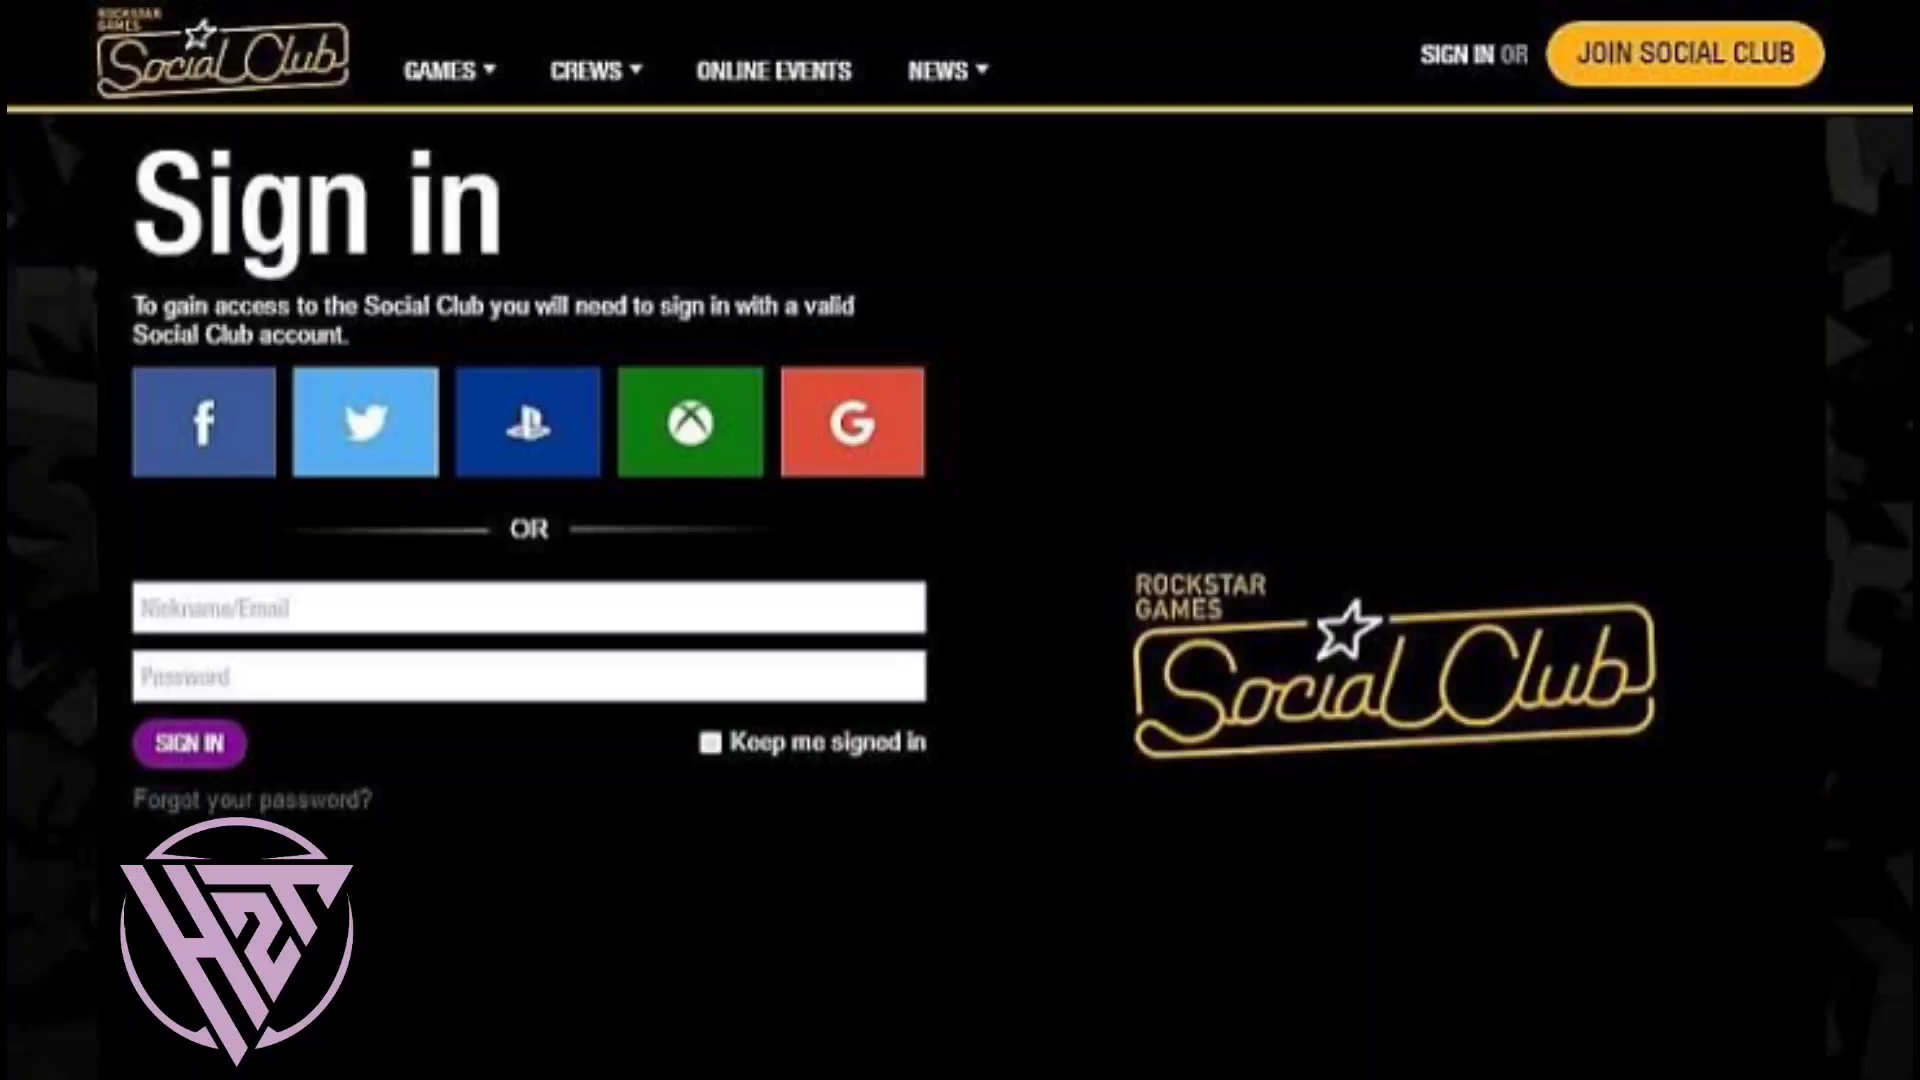 ROCKSTAR
GAMES
Social Club
GAMES
CREWS
ONLINE EVENTS
NEWS
SIGN IN OR
JOIN SOCIAL CLUB
Sign in
To gain access to the Social Club you will need to sign in with a valid
Social Club account.
f
G
OR
Nickname/Email
Password
SIGN IN
Keep me signed in
Forgot your password?
ROCKSTAR
GAMES
Social Club
H2T